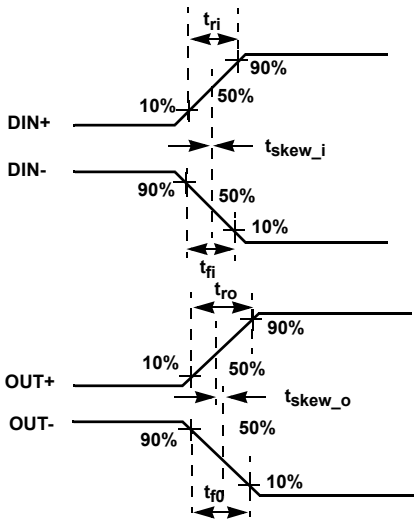 tri
90%
10%
50%
DIN+
tskew_i
DIN-
90%
50%
10%
tfi
tro
90%
10%
50%
OUT+
tskew_o
OUT-
50%
90%
10%
tf0